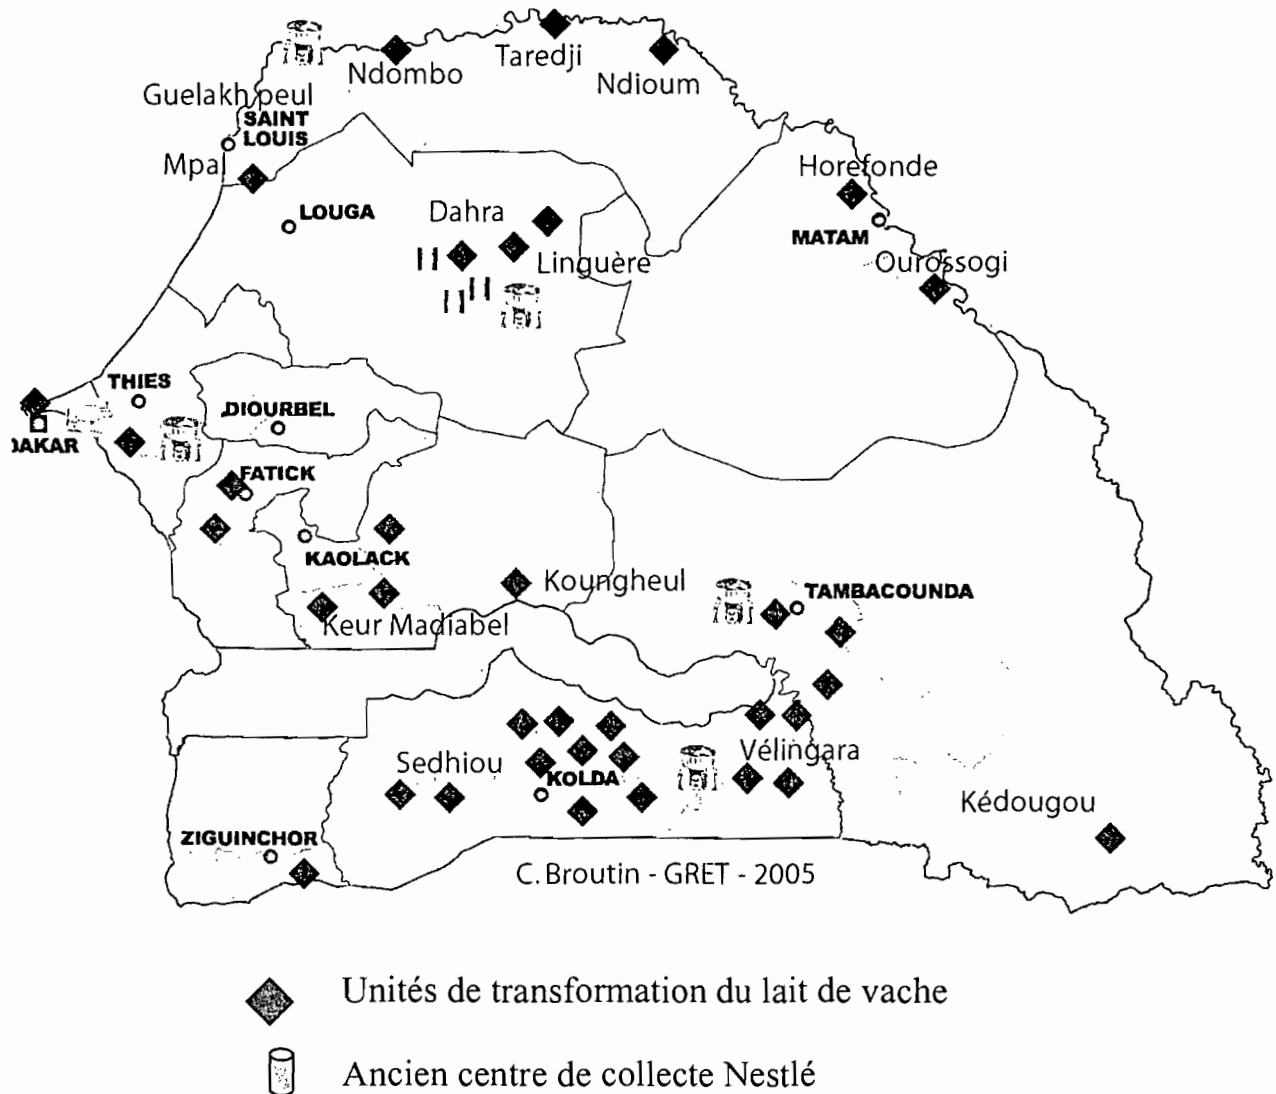 Taredji
Ndombo
Ndioum
Guelakh peul
SAINT
LOUIS
Mpal
Horefonde
LOUGA
Dahra
MATAM
Linguère
Ourossogi
THIES
DIOURBEL
DAKAR
FATICK
KAOLACK
Koungheul
TAMBACOUNDA
Keur Madiabel
Sedhiou
Vélingara
KOLDA
Kédougou
ZIGUINCHOR
C. Broutin - GRET - 2005
Unités de transformation du lait de vache
Ancien centre de collecte Nestlé